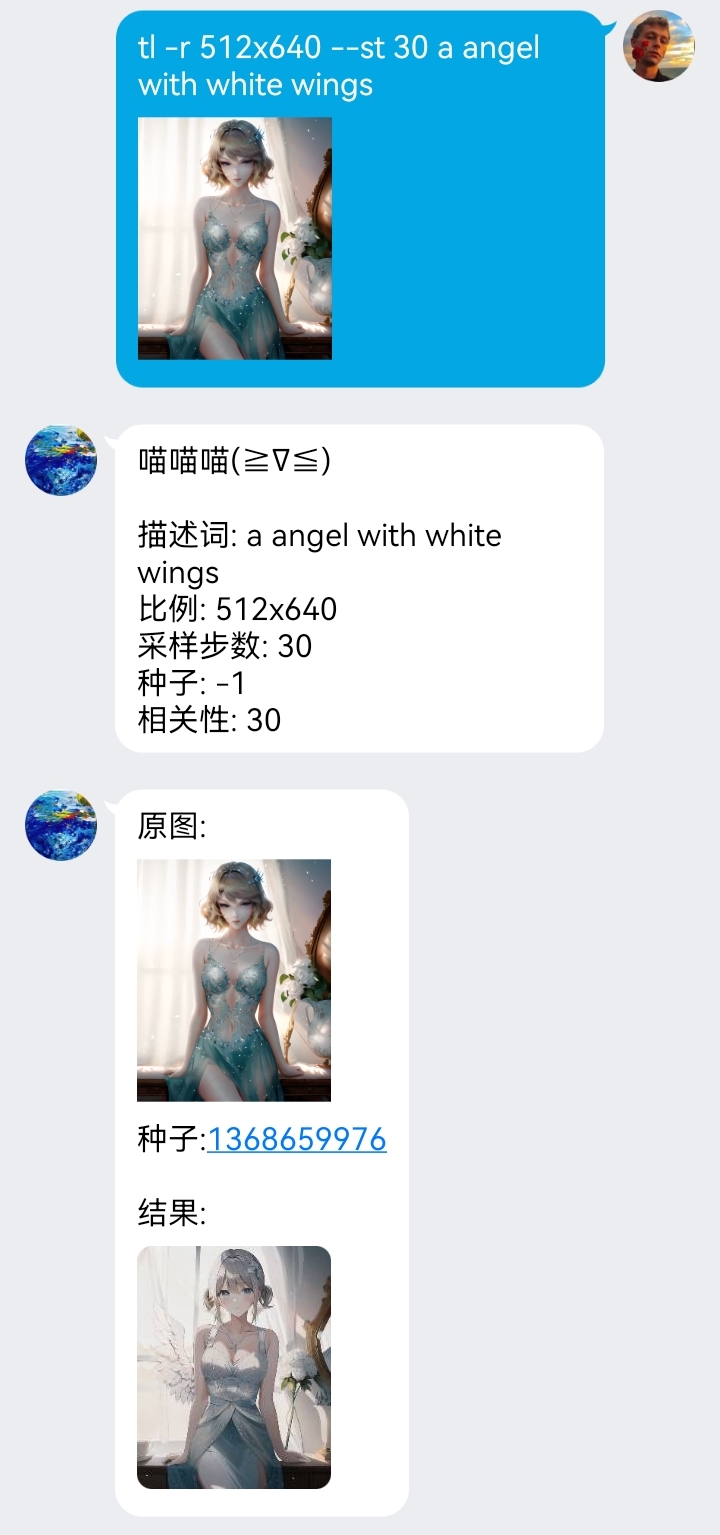 tl -r 512x640 --st 30 a angel
with white wings
喵喵喵(≧∇≦)
描述词: a angel with white
wings
比例: 512x640
采样步数: 30
种子: -1
相关性: 30
原图:
种子:1368659976
结果: